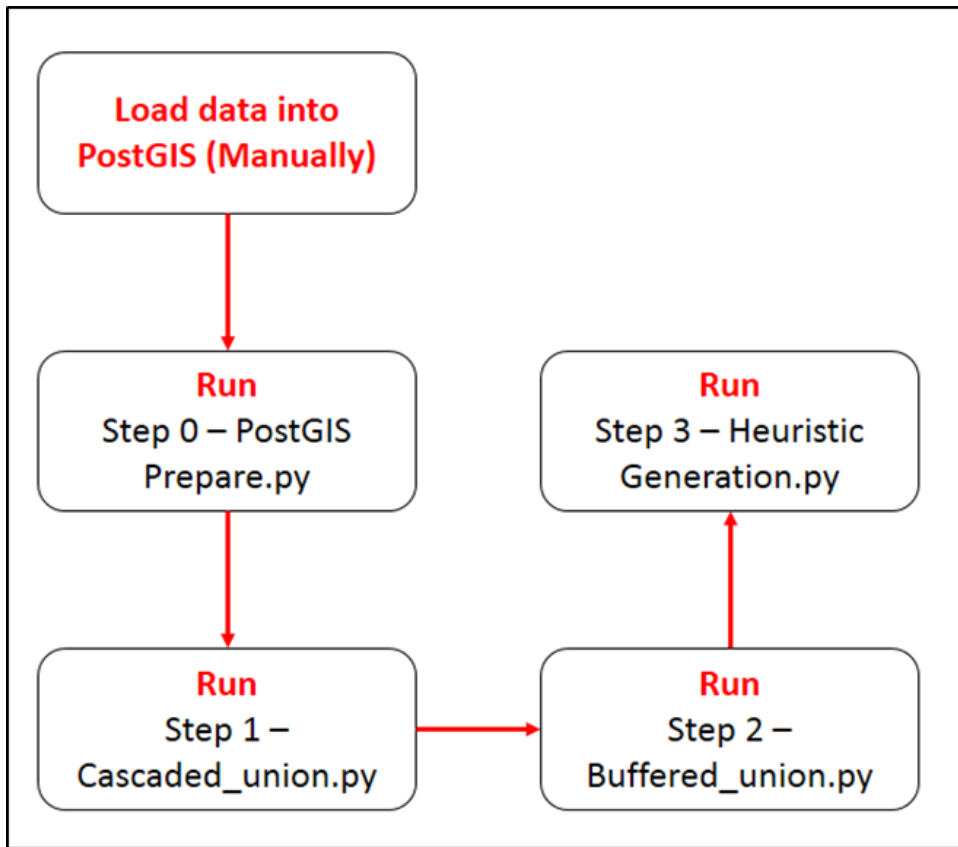 Load data into
PostGIS (Manually)
Run
Step 0 – PostGIS
Prepare.py
Run
Step 1 –
Cascaded_union.py
Run
Step 2 –
Buffered_union.py
Run
Step 3 – Heuristic
Generation.py